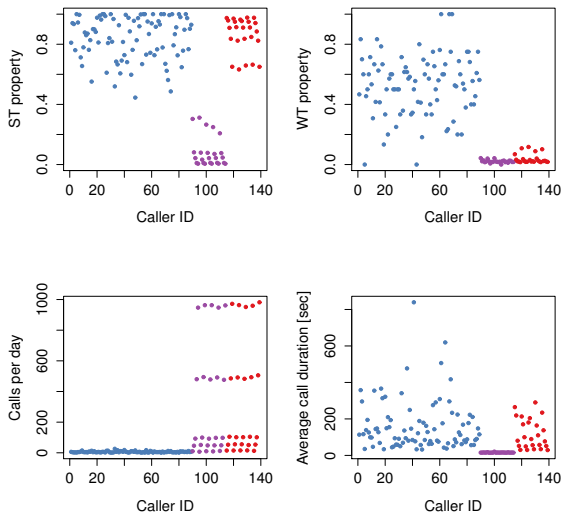 ST property
0.0 0.4 0.8
0 20 60 100 140
Caller ID
WT property
0.0 0.4 0.8
0 20 60 100 140
Caller ID
Calls per day
0 200 600 1000
0 20 60 100 140
Caller ID
Average call duration [sec]
0 200 600
0 20 60 100 140
Caller ID